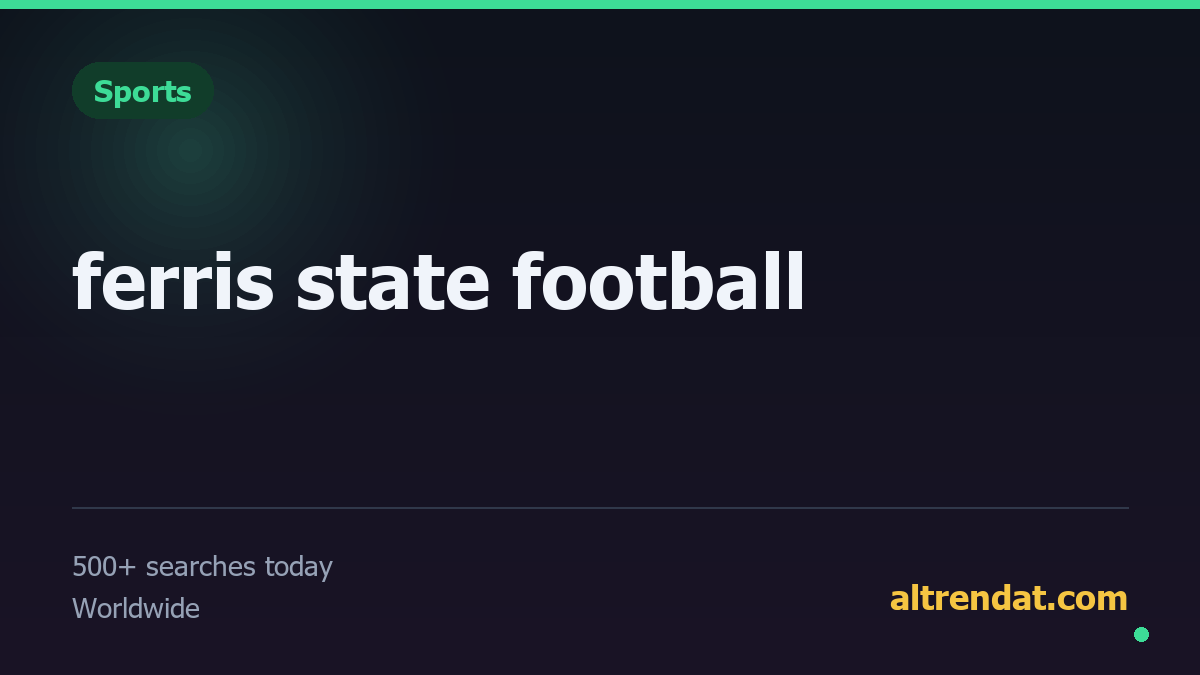 Sports
ferris state football
500+ searches today
Worldwide
altrendat.com